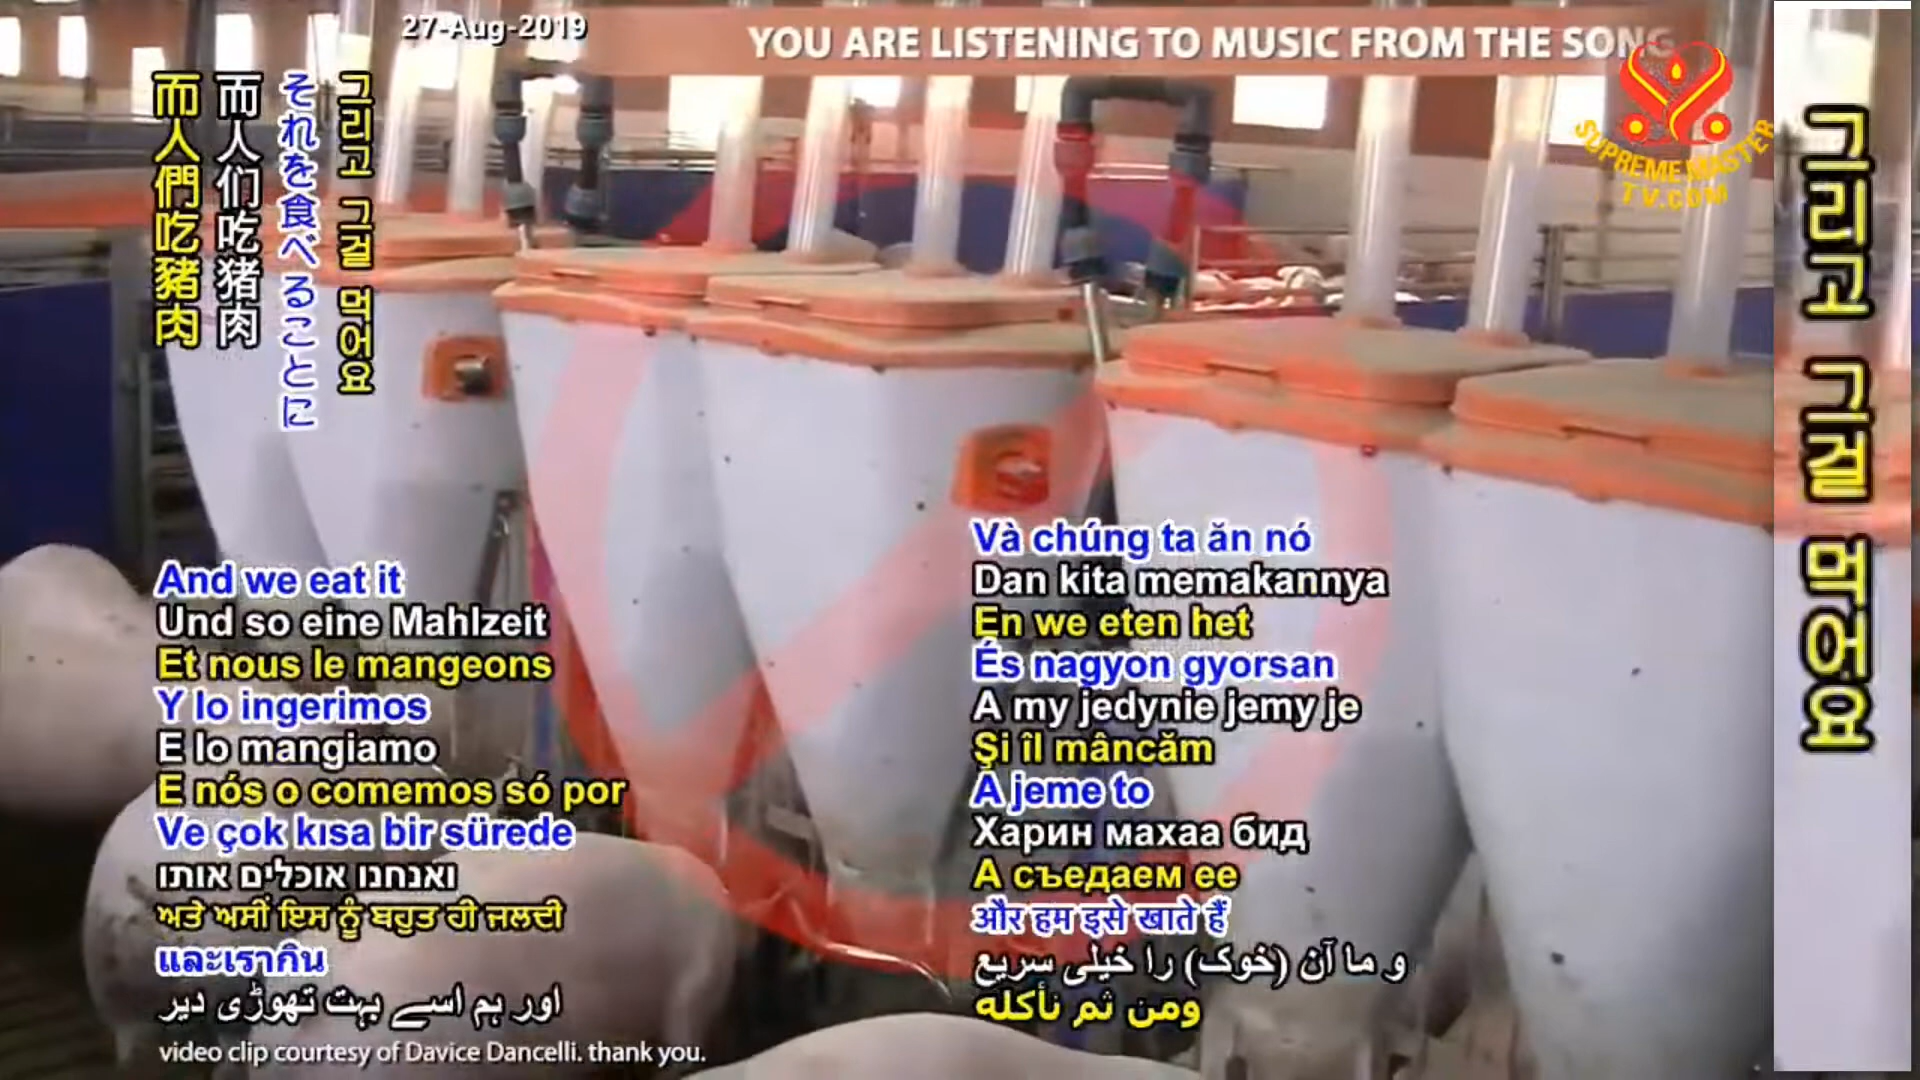 27-Aug-2019
YOU ARE LISTENING TO MUSIC FROM THE SONG
SUPREME MASTER
TV.COM
而人們吃豬肉
而人们吃猪肉
それを食べることに
그리고 그걸 먹어요
And we eat it
Und so eine Mahlzeit
Et nous le mangeons
Y lo ingerimos
E lo mangiamo
E nós o comemos só por
Ve çok kısa bir sürede
ואנחנו אוכלים אותו
ਅਤੇ ਅਸੀਂ ਇਸ ਨੂੰ ਬਹੁਤ ਹੀ ਜਲਦੀ
และเรากิน
اور ہم اسے بہت تھوڑی دیر
video clip courtesy of Davice Dancelli. thank you.
Và chúng ta ăn nó
Dan kita memakannya
En we eten het
És nagyon gyorsan
A my jedynie jemy je
Şi îl mâncăm
A jeme to
Харин махаа бид
А съедаем ее
और हम इसे खाते हैं
و ما آن (خوک) را خیلی سریع
ومن ثم نأكله
그리고 그걸 먹어요